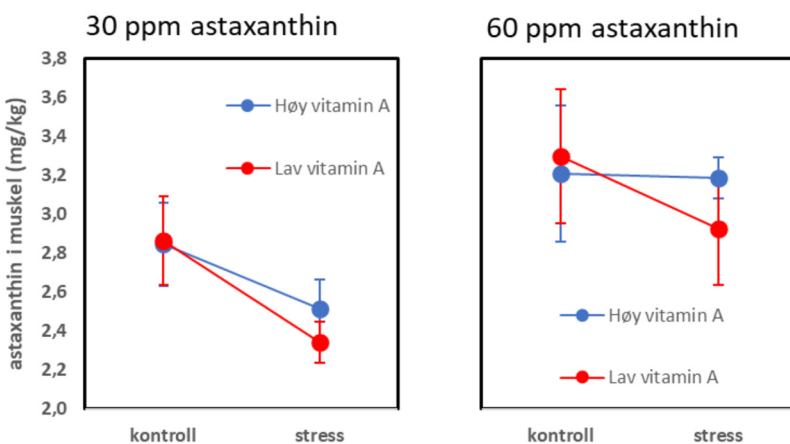 30 ppm astaxanthin
60 ppm astaxanthin
astaxanthin i muskel (mg/kg)
3,8
3,6
3,4
3,2
3,0
2,8
2,6
2,4
2,2
2,0
Høy vitamin A
Lav vitamin A
kontroll
stress
Høy vitamin A
Lav vitamin A
kontroll
stress